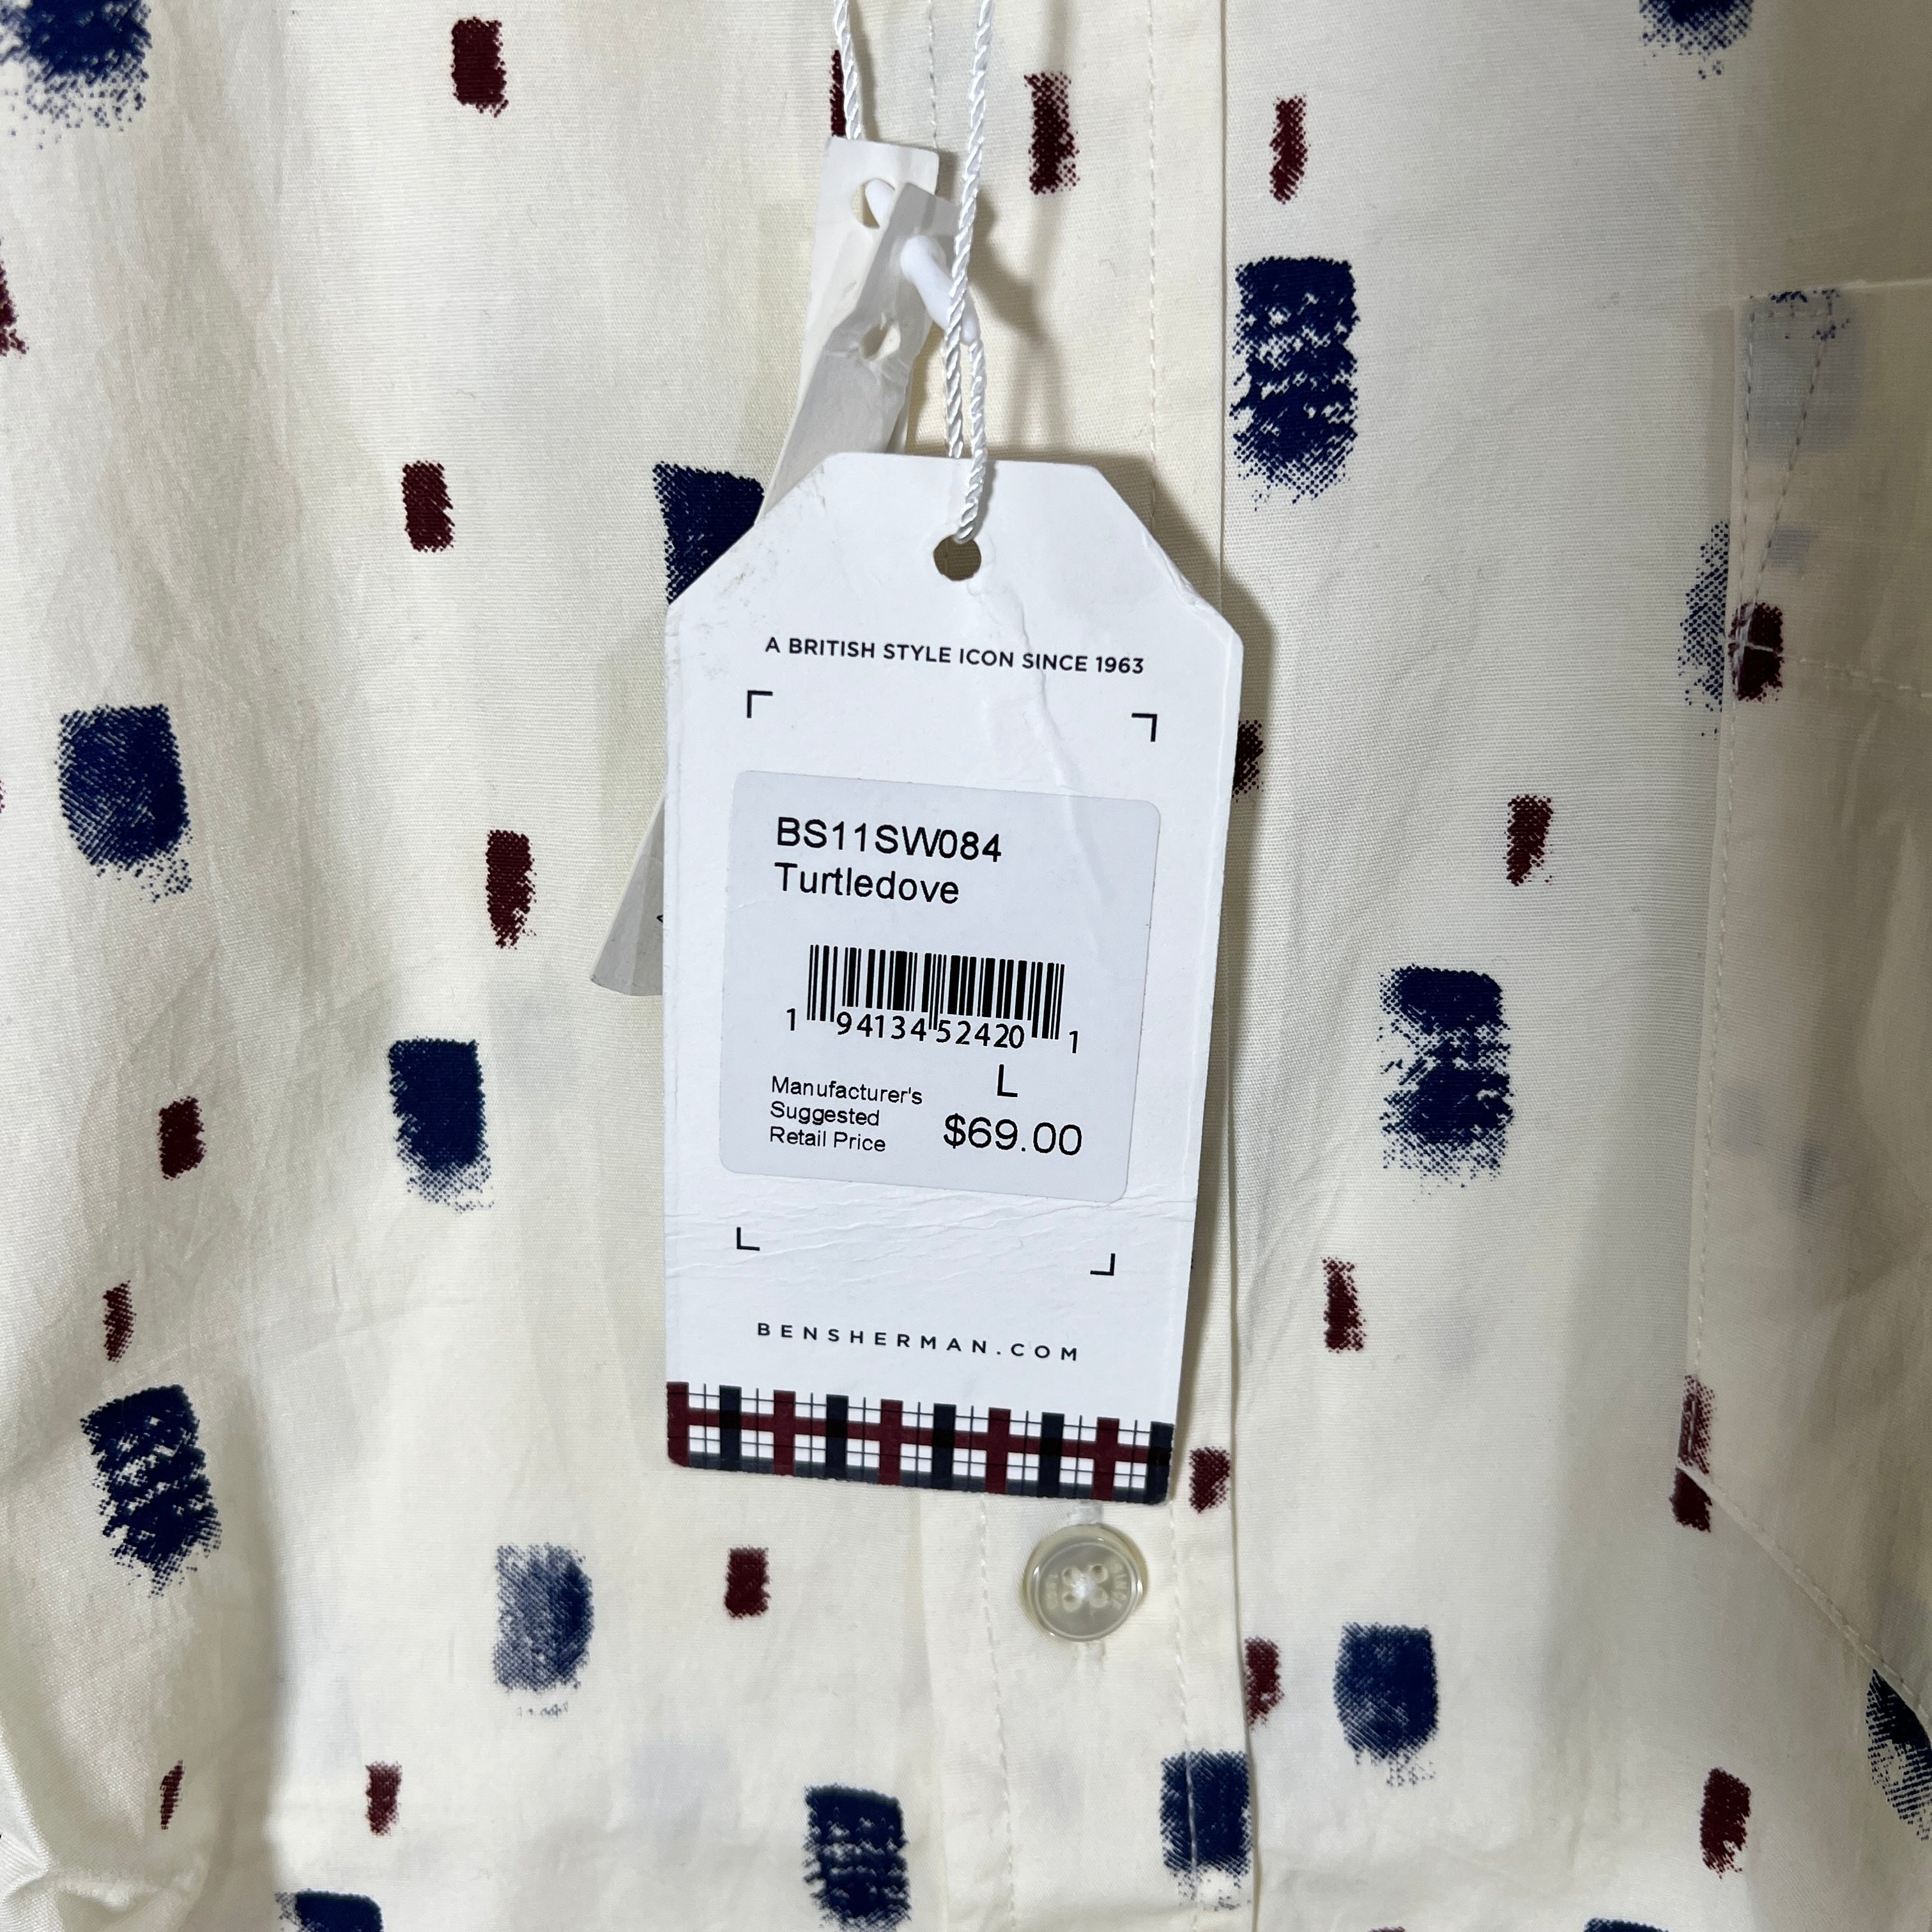 A BRITISH STYLE ICON SINCE 1963
BS11SW084
Turtledove
1 94134 52420 1
L
Manufacturer's
Suggested
Retail Price
$69.00
BENSHERMAN.COM